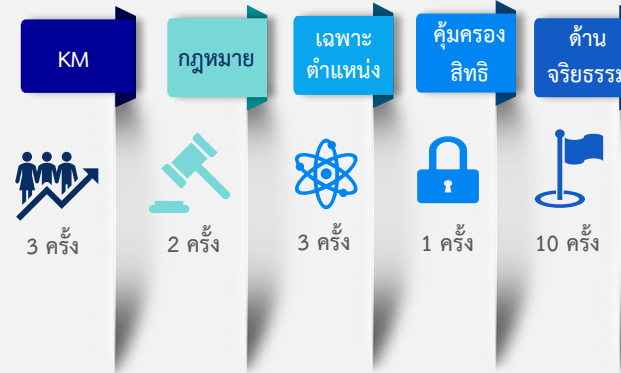 KM
กฎหมาย
เฉพาะ
ตำแหน่ง
คุ้มครอง
สิทธิ
ด้าน
จริยธรรม
3 ครั้ง
2 ครั้ง
3 ครั้ง
1 ครั้ง
10 ครั้ง